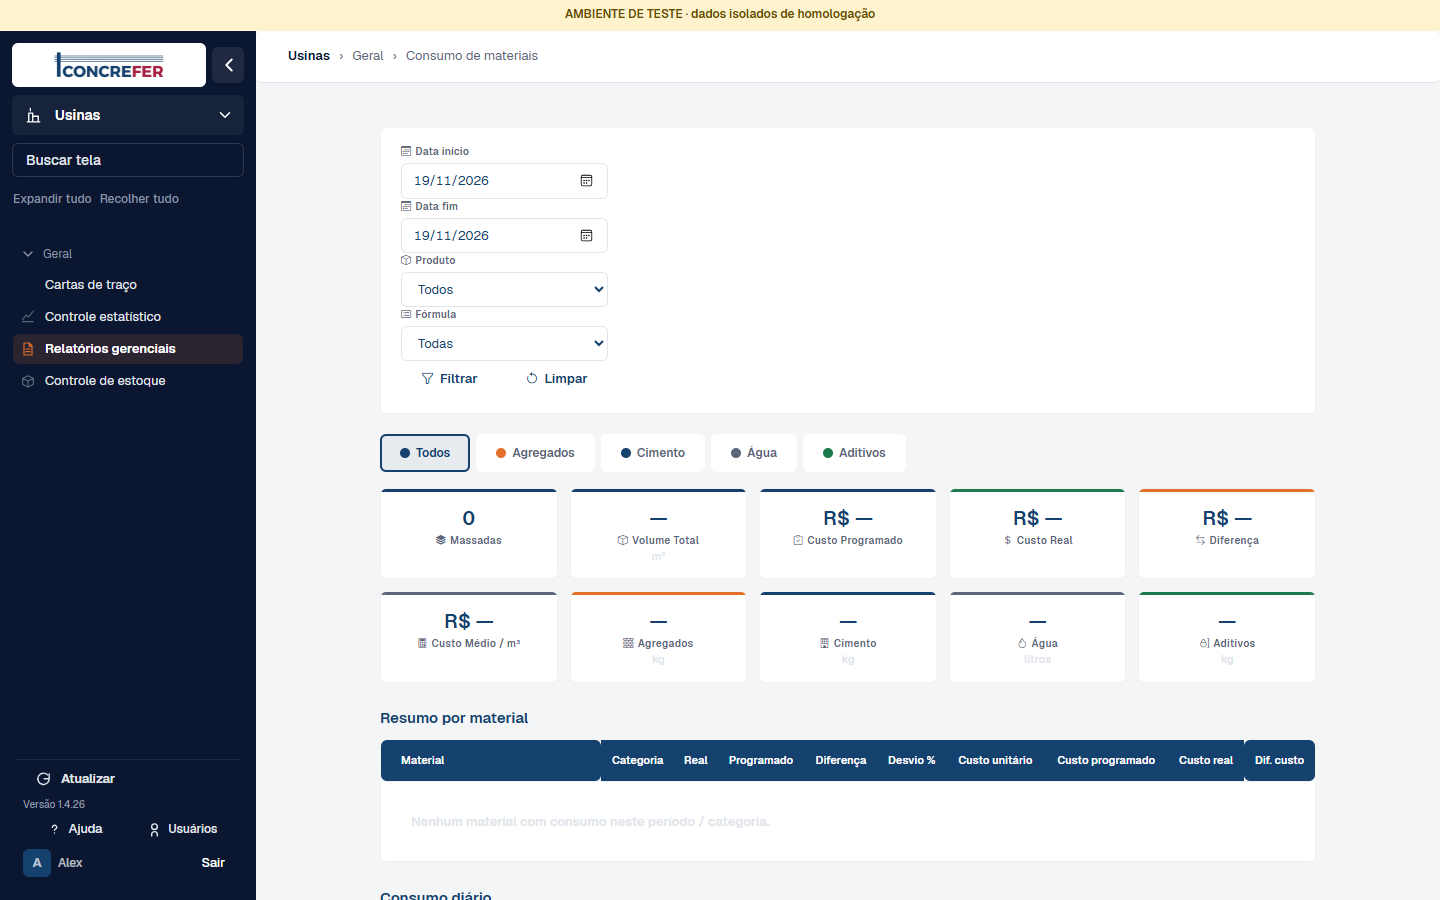 AMBIENTE DE TESTE · dados isolados de homologação
CONCREFER
Usinas
Buscar tela
Expandir tudo Recolher tudo
Geral
Cartas de traço
Controle estatístico
Relatórios gerenciais
Controle de estoque
Atualizar
Versão 1.4.26
? Ajuda Usuários
A Alex Sair
Usinas › Geral › Consumo de materiais
Data início
19/11/2026
Data fim
19/11/2026
Produto
Todos
Fórmula
Todas
Filtrar Limpar
Todos Agregados Cimento Água Aditivos
0 — R$ — R$ — R$ —
Massadas Volume Total Custo Programado $ Custo Real Diferença
m³
R$ — — — — —
Custo Médio / m³ Agregados Cimento Água Aditivos
kg kg litros kg
Resumo por material
Material Categoria Real Programado Diferença Desvio % Custo unitário Custo programado Custo real Dif. custo
Nenhum material com consumo neste período / categoria.
Consumo diário